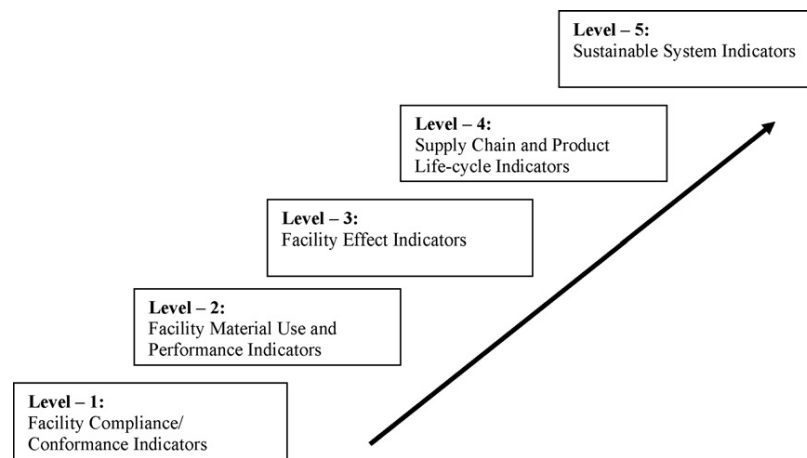 Level – 5:
Sustainable System Indicators
Level – 4:
Supply Chain and Product
Life-cycle Indicators
Level – 3:
Facility Effect Indicators
Level – 2:
Facility Material Use and
Performance Indicators
Level – 1:
Facility Compliance/
Conformance Indicators